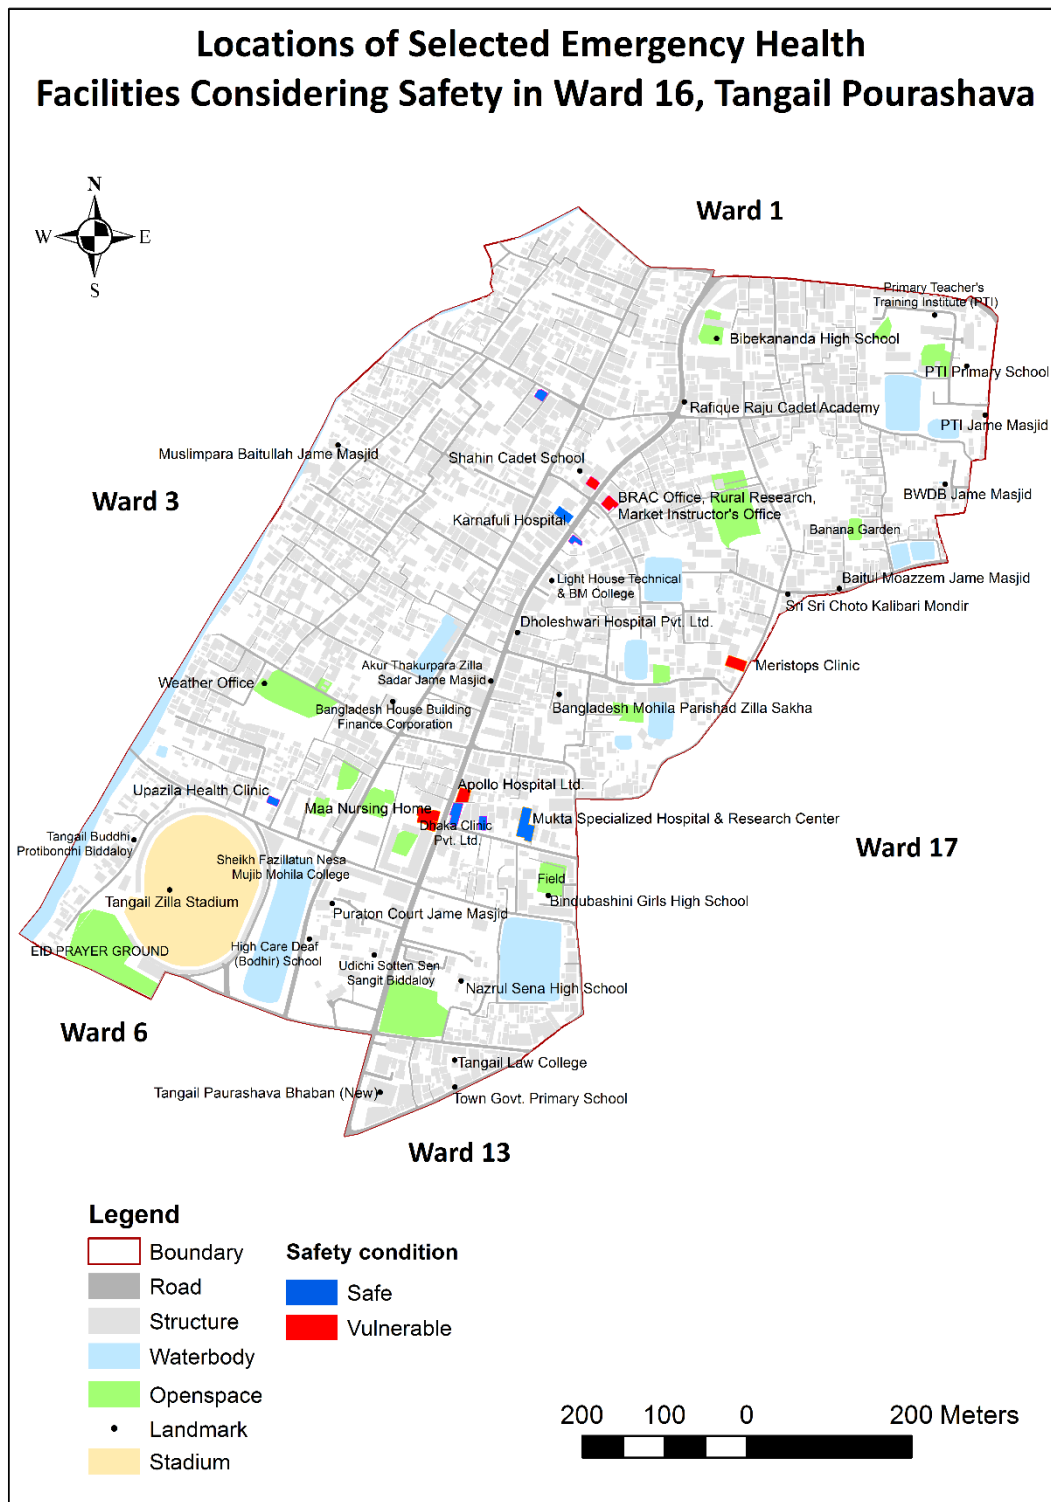 Locations of Selected Emergency Health
Facilities Considering Safety in Ward 16, Tangail Pourashava
N
W
E
S
Ward 1
Primary Teacher's
Training Institute (PTI)
Bibekananda High School
PTI Primary School
Rafique Raju Cadet Academy
PTI Jame Masjid
Muslimpara Baitullah Jame Masjid
Shahin Cadet School
Ward 3
BWDB Jame Masjid
BRAC Office, Rural Research,
Market Instructor's Office
Karnafuli Hospital
Banana Garden
Light House Technical
& BM College
Baitul Moazzem Jame Masjid
Sri Sri Choto Kalibari Mondir
Dholeshwari Hospital Pvt. Ltd.
Akur Thakurpara Zilla
Sadar Jame Masjid
Meristops Clinic
Weather Office
Bangladesh House Building
Finance Corporation
Bangladesh Mohila Parishad Zilla Sakha
Upazila Health Clinic
Apollo Hospital Ltd.
Maa Nursing Home
Dhaka Clinic
Pvt. Ltd.
Mukta Specialized Hospital & Research Center
Tangail Buddhi
Protibondhi Biddaloy
Ward 17
Sheikh Fazillatun Nesa
Mujib Mohila College
Field
Tangail Zilla Stadium
Bindubashini Girls High School
Puraton Court Jame Masjid
EID PRAYER GROUND
High Care Deaf
(Bodhir) School
Udichi Sotten Sen
Sangit Biddaloy
Nazrul Sena High School
Ward 6
Tangail Law College
Tangail Paurashava Bhaban (New)
Town Govt. Primary School
Ward 13
Legend
Boundary
Road
Structure
Waterbody
Openspace
Landmark
Stadium
Safety condition
Safe
Vulnerable
200 100 0 200 Meters